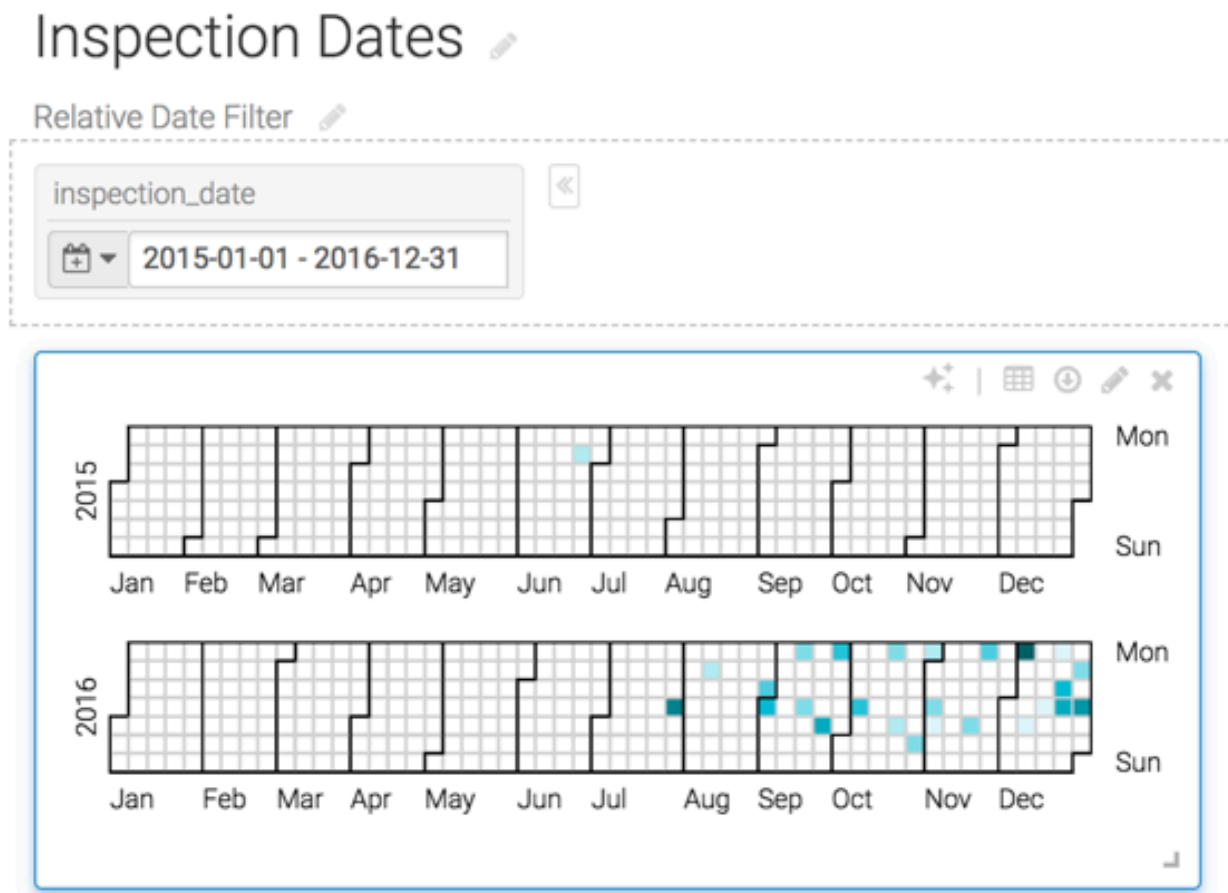 Inspection Dates
Relative Date Filter
inspection_date
2015-01-01 - 2016-12-31
Mon
2015
Sun
Jan Feb Mar Apr May Jun Jul Aug Sep Oct Nov Dec
Mon
2016
Sun
Jan Feb Mar Apr May Jun Jul Aug Sep Oct Nov Dec